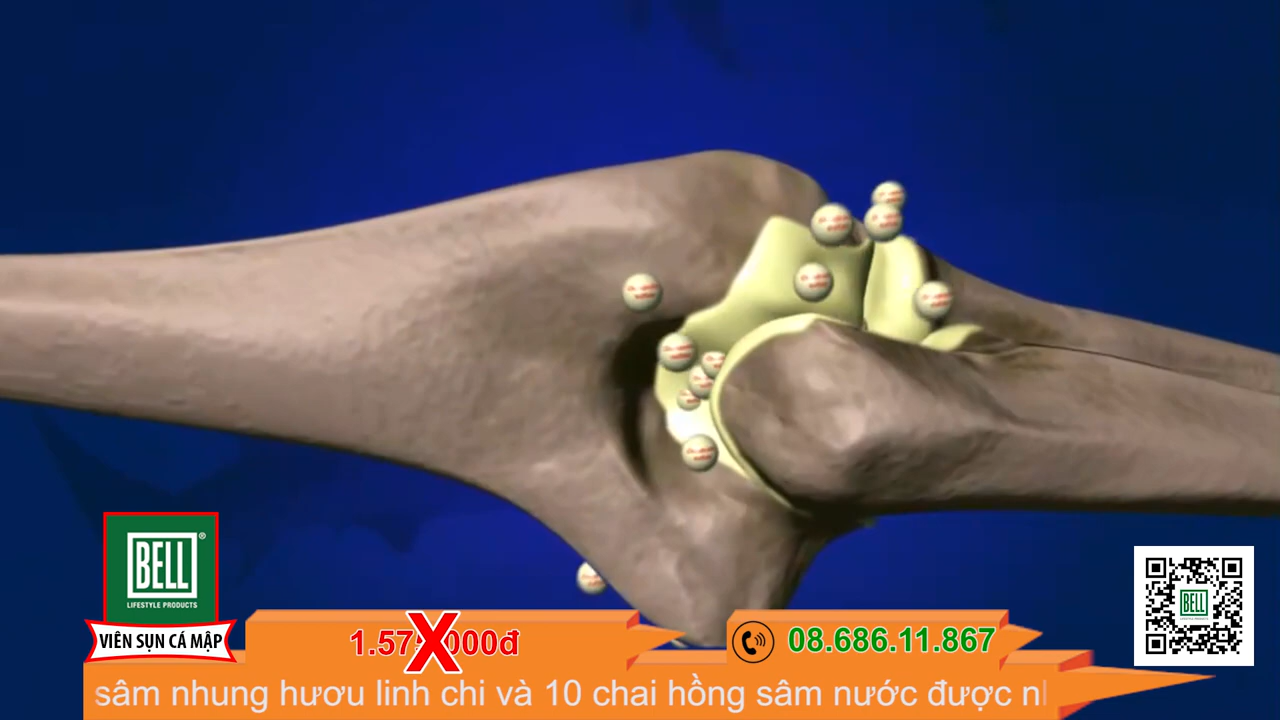 BELL®
LIFESTYLE PRODUCTS
VIÊN SỤN CÁ MẬP
08.686.11.867
sâm nhung hươu linh chi và 10 chai hồng sâm nước được
BELL